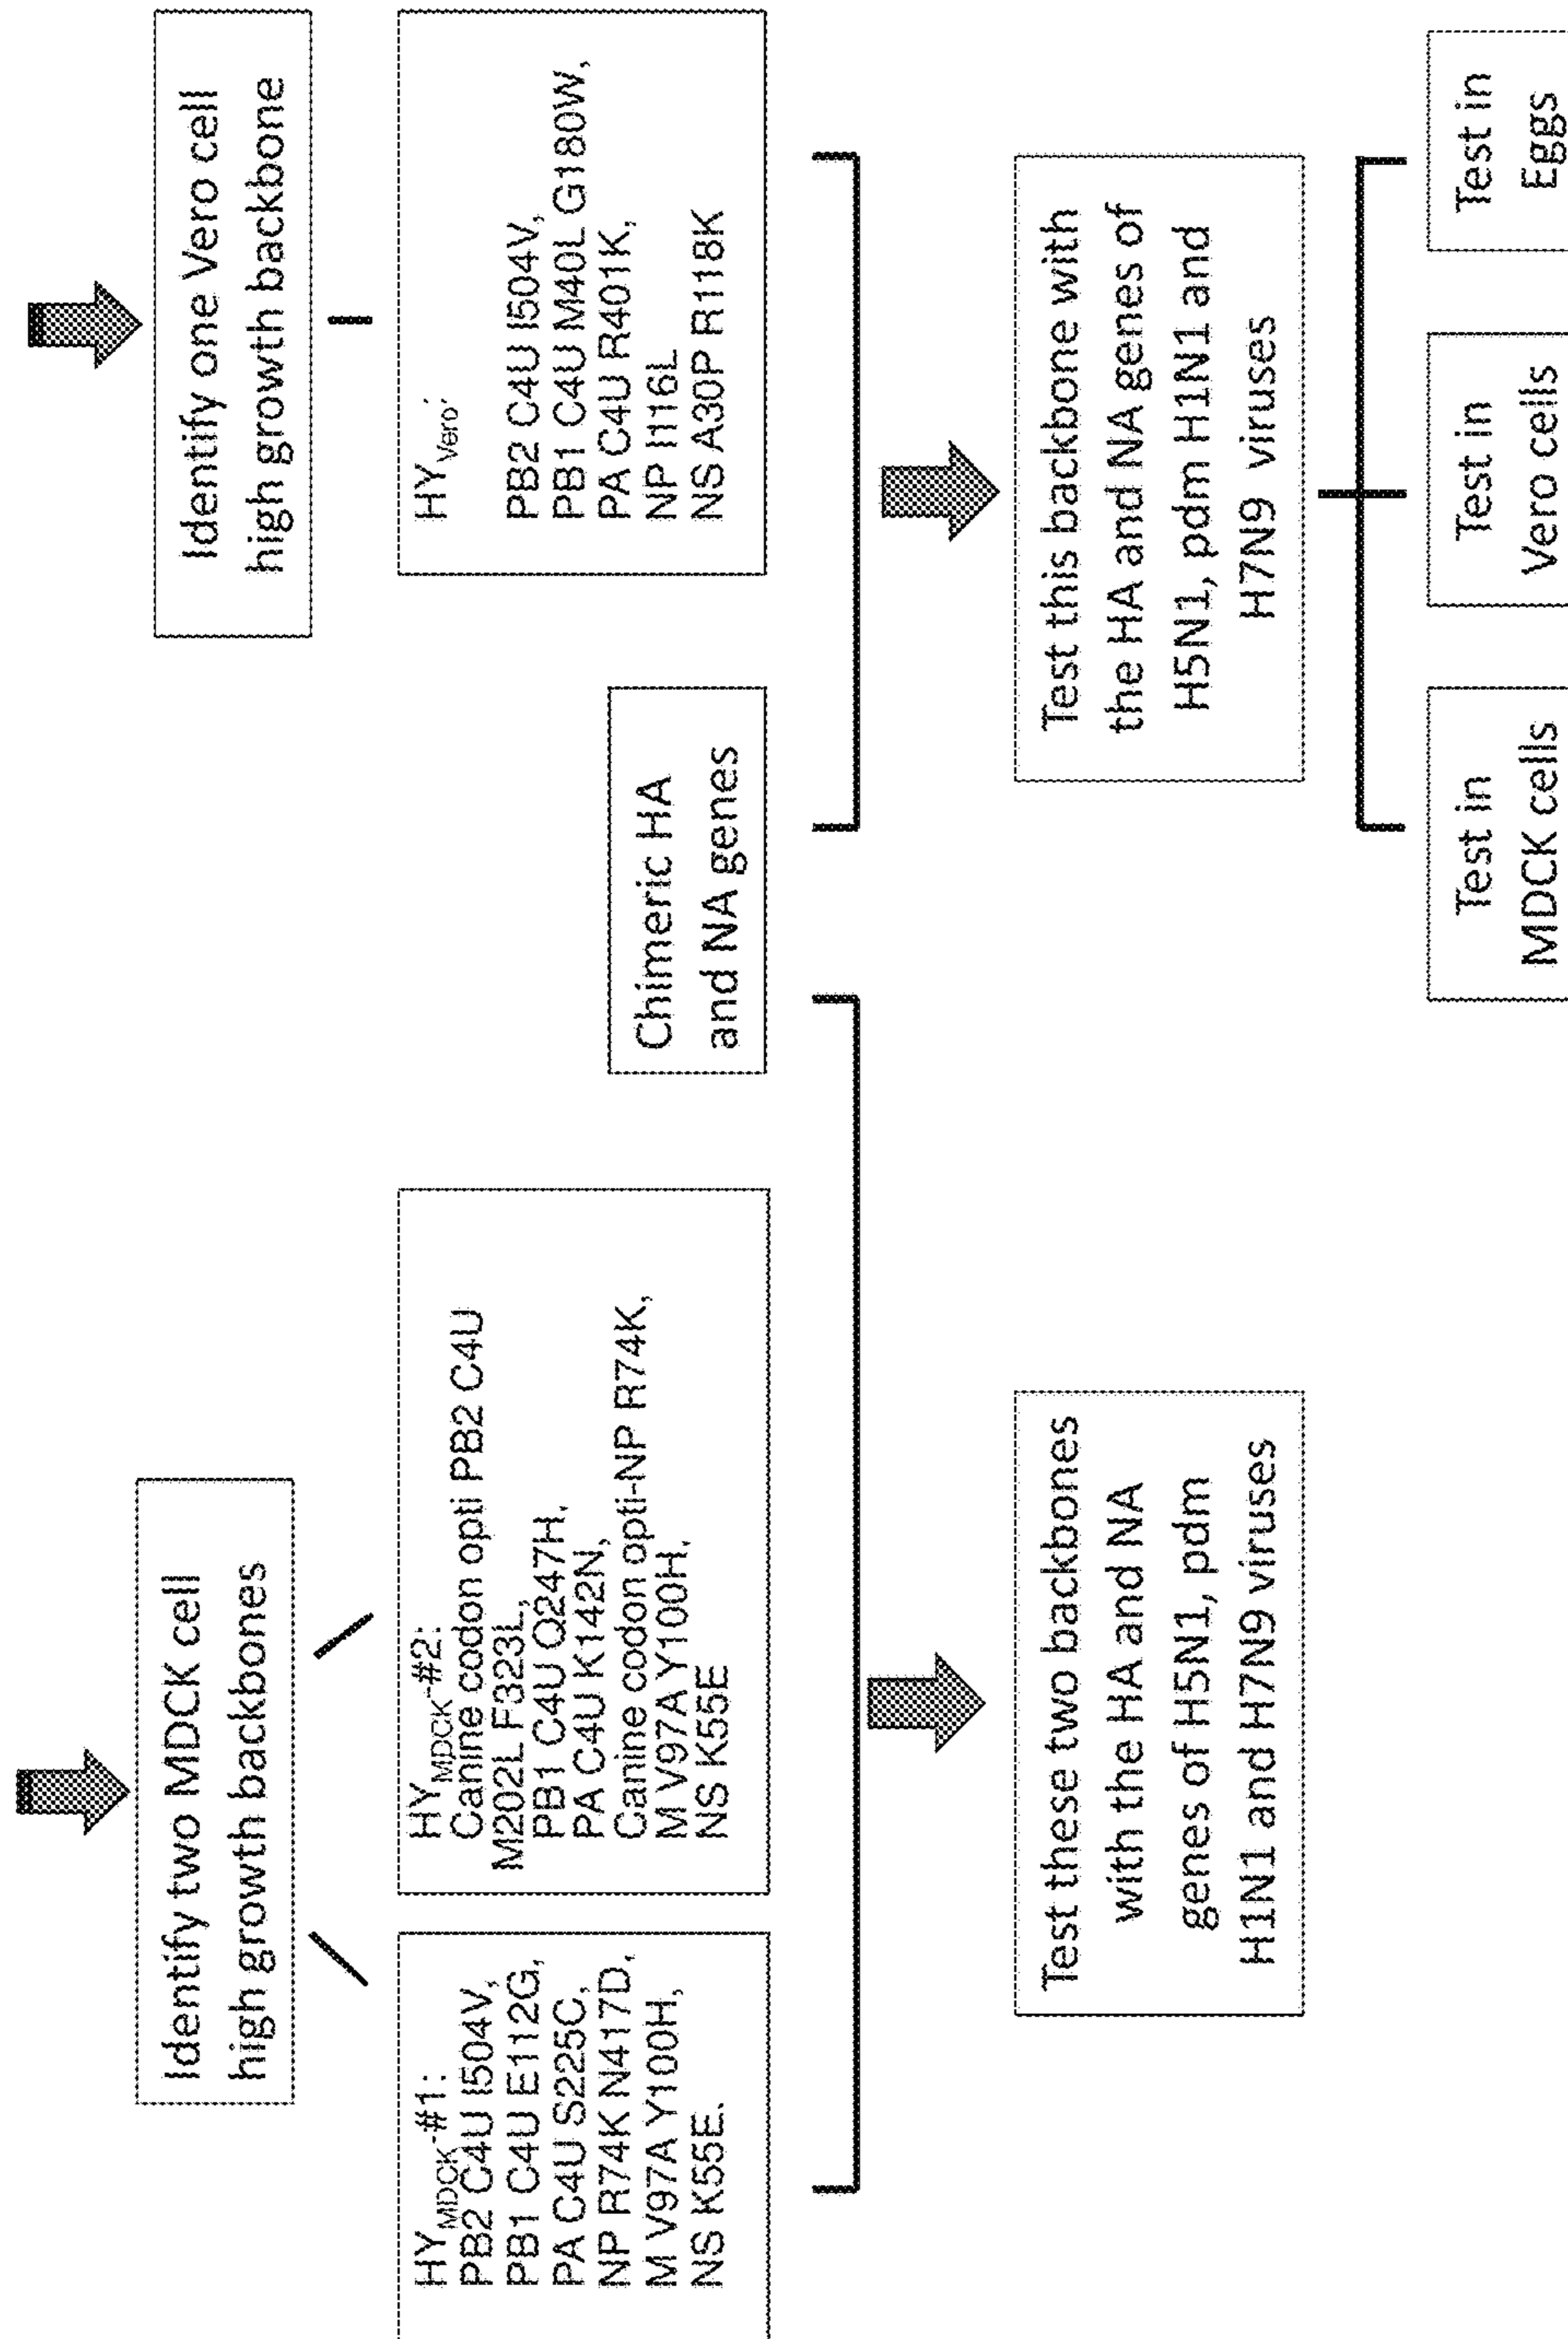 Identify two MDCK cell
high growth backbones
HY MDCK-#1:
PB2 C4U I504V,
PB1 C4U E112G,
PA C4U S225C,
NP R74K N417D,
M V97A Y100H,
NS K55E.
HY MDCK-#2:
Canine codon opti PB2 C4U
M202L F323L,
PB1 C4U Q247H,
PA C4U K142N,
Canine codon opti-NP R74K,
M V97A Y100H,
NS K55E
Chimeric HA
and NA genes
Test these two backbones
with the HA and NA
genes of H5N1, pdm
H1N1 and H7N9 viruses
Identify one Vero cell
high growth backbone
HY Vero:
PB2 C4U I504V,
PB1 C4U M40L G180W,
PA C4U R401K,
NP I116L
NS A30P R118K
Test this backbone with
the HA and NA genes of
H5N1, pdm H1N1 and
H7N9 viruses
Test in
MDCK cells
Test in
Vero cells
Test in
Eggs